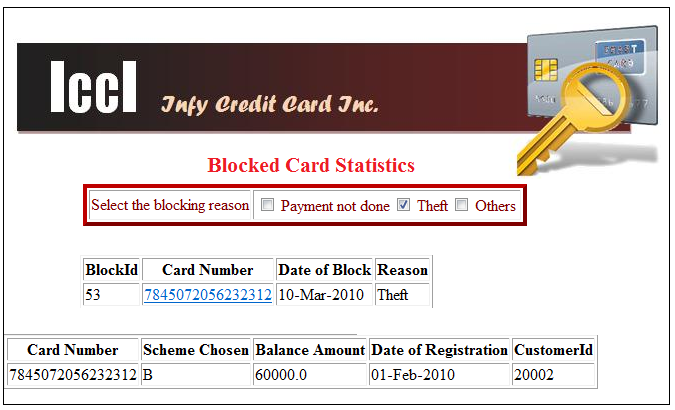 Iccl Infy Credit Card Inc.
Blocked Card Statistics
Select the blocking reason Payment not done Theft Others
BlockId Card Number Date of Block Reason
53 7845072056232312 10-Mar-2010 Theft
Card Number Scheme Chosen Balance Amount Date of Registration CustomerId
7845072056232312 B 60000.0 01-Feb-2010 20002